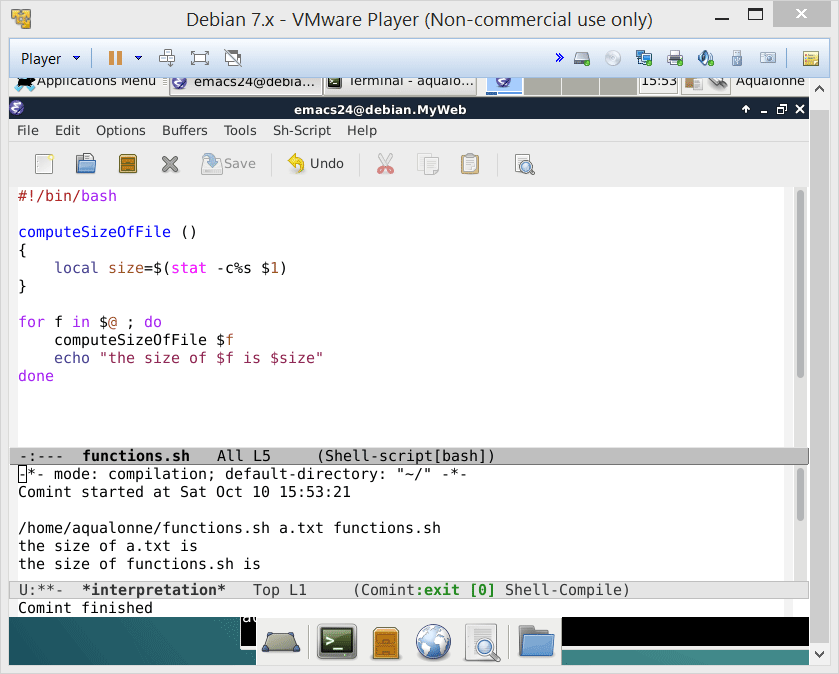 Debian 7.x - VMware Player (Non-commercial use only)
Player
Applications Menu emacs24@debia... Terminal - aqualo... 15:53 Aqualonne
emacs24@debian.MyWeb
File Edit Options Buffers Tools Sh-Script Help
Save Undo
#!/bin/bash
computeSizeOfFile ()
{
    local size=$(stat -c%s $1)
}
for f in $@ ; do
    computeSizeOfFile $f
    echo "the size of $f is $size"
done
-:--- functions.sh All L5 (Shell-script[bash])
-*- mode: compilation; default-directory: "~/" -*-
Comint started at Sat Oct 10 15:53:21
/home/aqualonne/functions.sh a.txt functions.sh
the size of a.txt is
the size of functions.sh is
U:**- *interpretation* Top L1 (Comint:exit [0] Shell-Compile)
Comint finished